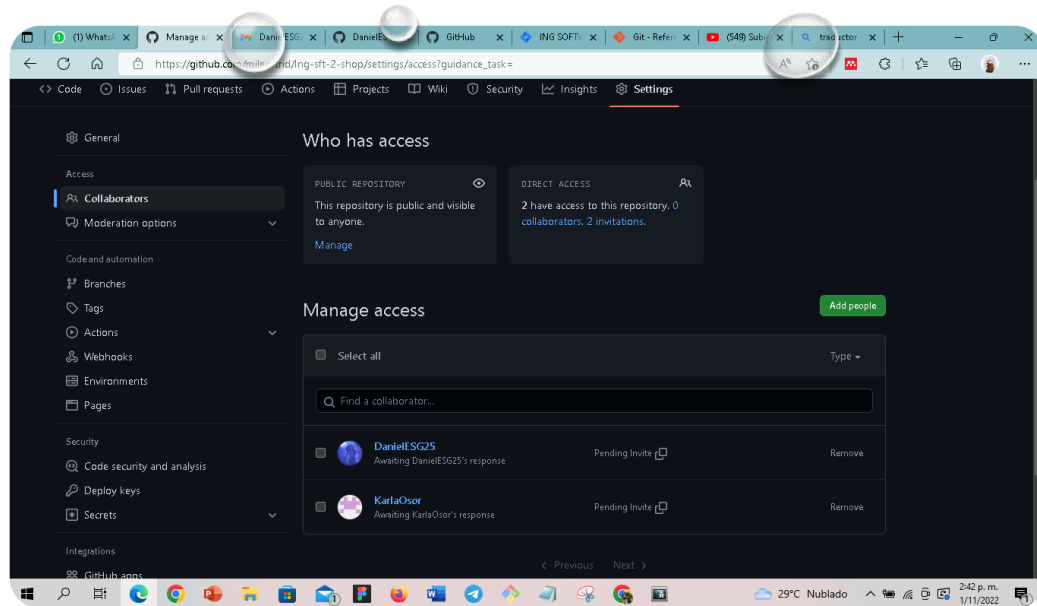 (1) WhatsA
Manage ac
DanielESG2
DanielES
GitHub
ING SOFTW
Git - Refere
(549) Sub
traductor -
https://github.com/ /Ing-sft-2-shop/settings/access?guidance_task=
Code
Issues
Pull requests
Actions
Projects
Wiki
Security
Insights
Settings
General
Access
Collaborators
Moderation options
Code and automation
Branches
Tags
Actions
Webhooks
Environments
Pages
Security
Code security and analysis
Deploy keys
Secrets
Integrations
GitHub apps
Who has access
PUBLIC REPOSITORY
This repository is public and visible
to anyone.
Manage
DIRECT ACCESS
2 have access to this repository. 0
collaborators. 2 invitations.
Manage access
Add people
Select all
Type
Find a collaborator...
DanielESG25
Awaiting DanielESG25's response
Pending Invite
Remove
KarlaOsor
Awaiting KarlaOsor's response
Pending Invite
Remove
Previous
Next
29°C Nublado
2:42 p. m.
1/11/2022